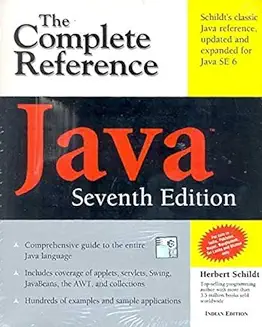 The
Complete
Reference
Schildt's classic
Java reference,
updated and
expanded for
Java SE 6
Java™
Seventh Edition
Comprehensive guide to the entire
Java language
Includes coverage of applets, servlets, Swing,
JavaBeans, the AWT, and collections
Hundreds of examples and sample applications
Herbert Schildt
Top-selling programming
author with more than
3.5 million books sold
worldwide
INDIAN EDITION